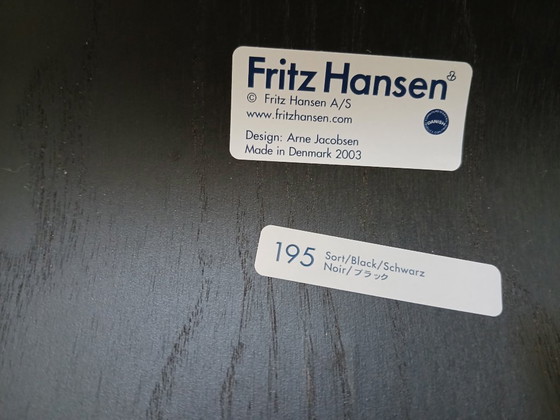 Fritz Hansen
© Fritz Hansen A/S
www.fritzhansen.com
DANISH
Design: Arne Jacobsen
Made in Denmark 2003
195 Sort/Black/Schwarz
Noir/ブラック